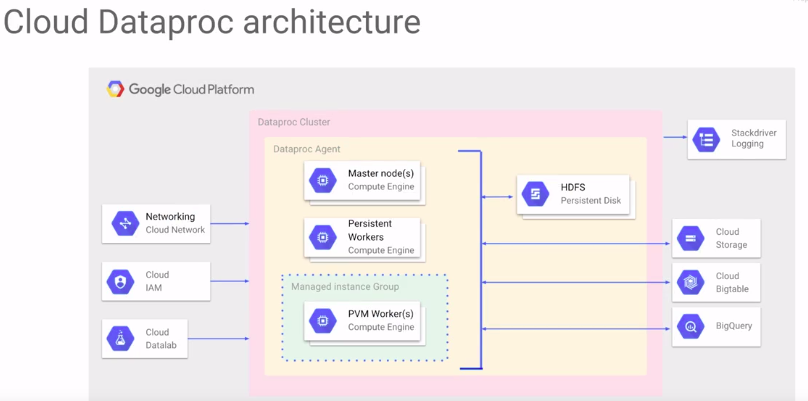 Cloud Dataproc architecture
Google Cloud Platform
Dataproc Cluster
Dataproc Agent
Master node(s)
Compute Engine
Persistent
Workers
Compute Engine
Managed instance Group
PVM Worker(s)
Compute Engine
HDFS
Persistent Disk
Networking
Cloud Network
Cloud
IAM
Cloud
Datalab
Stackdriver
Logging
Cloud
Storage
Cloud
Bigtable
BigQuery